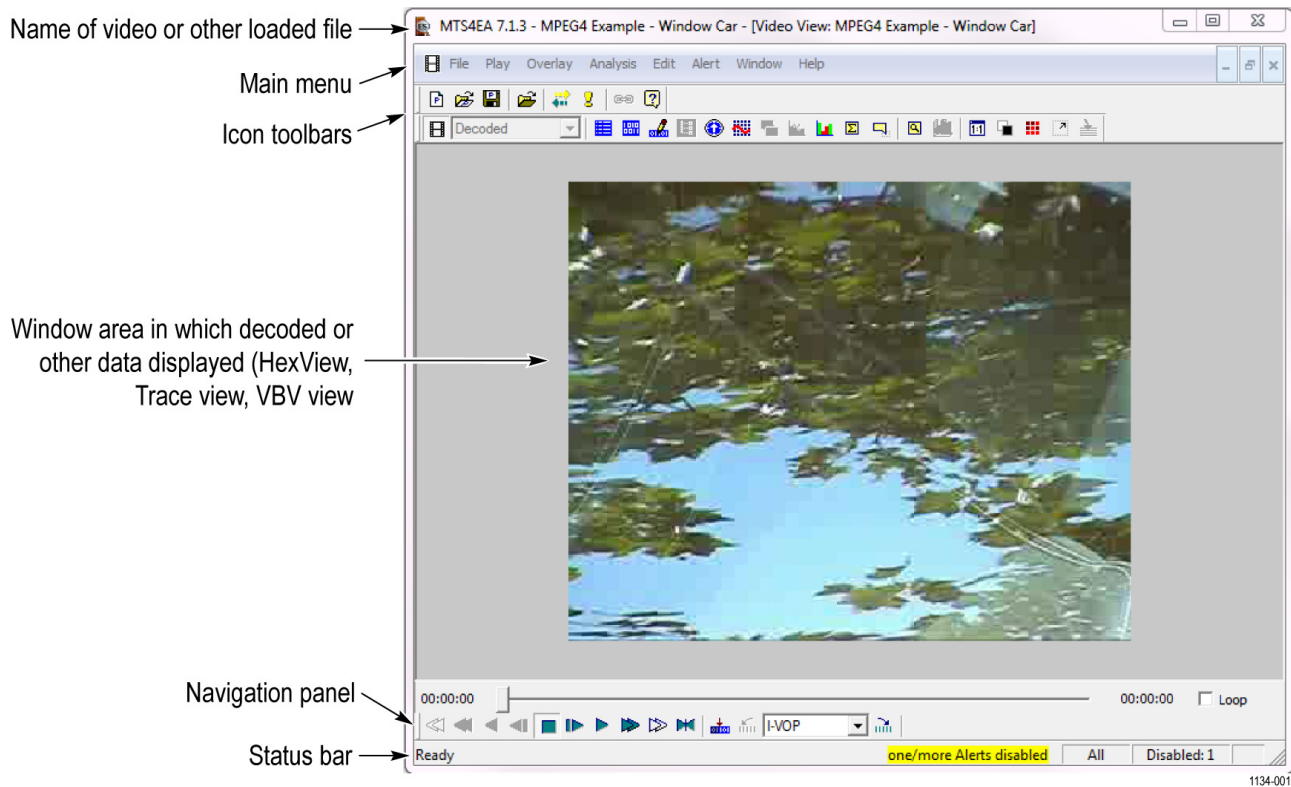 Name of video or other loaded file
MTS4EA 7.1.3 - MPEG4 Example - Window Car - [Video View: MPEG4 Example - Window Car]
Main menu
File Play Overlay Analysis Edit Alert Window Help
Icon toolbars
Decoded
1:1
Window area in which decoded or
other data displayed (HexView,
Trace view, VBV view
Navigation panel
00:00:00 00:00:00 Loop
I-VOP
Status bar
Ready one/more Alerts disabled All Disabled: 1
1134-001